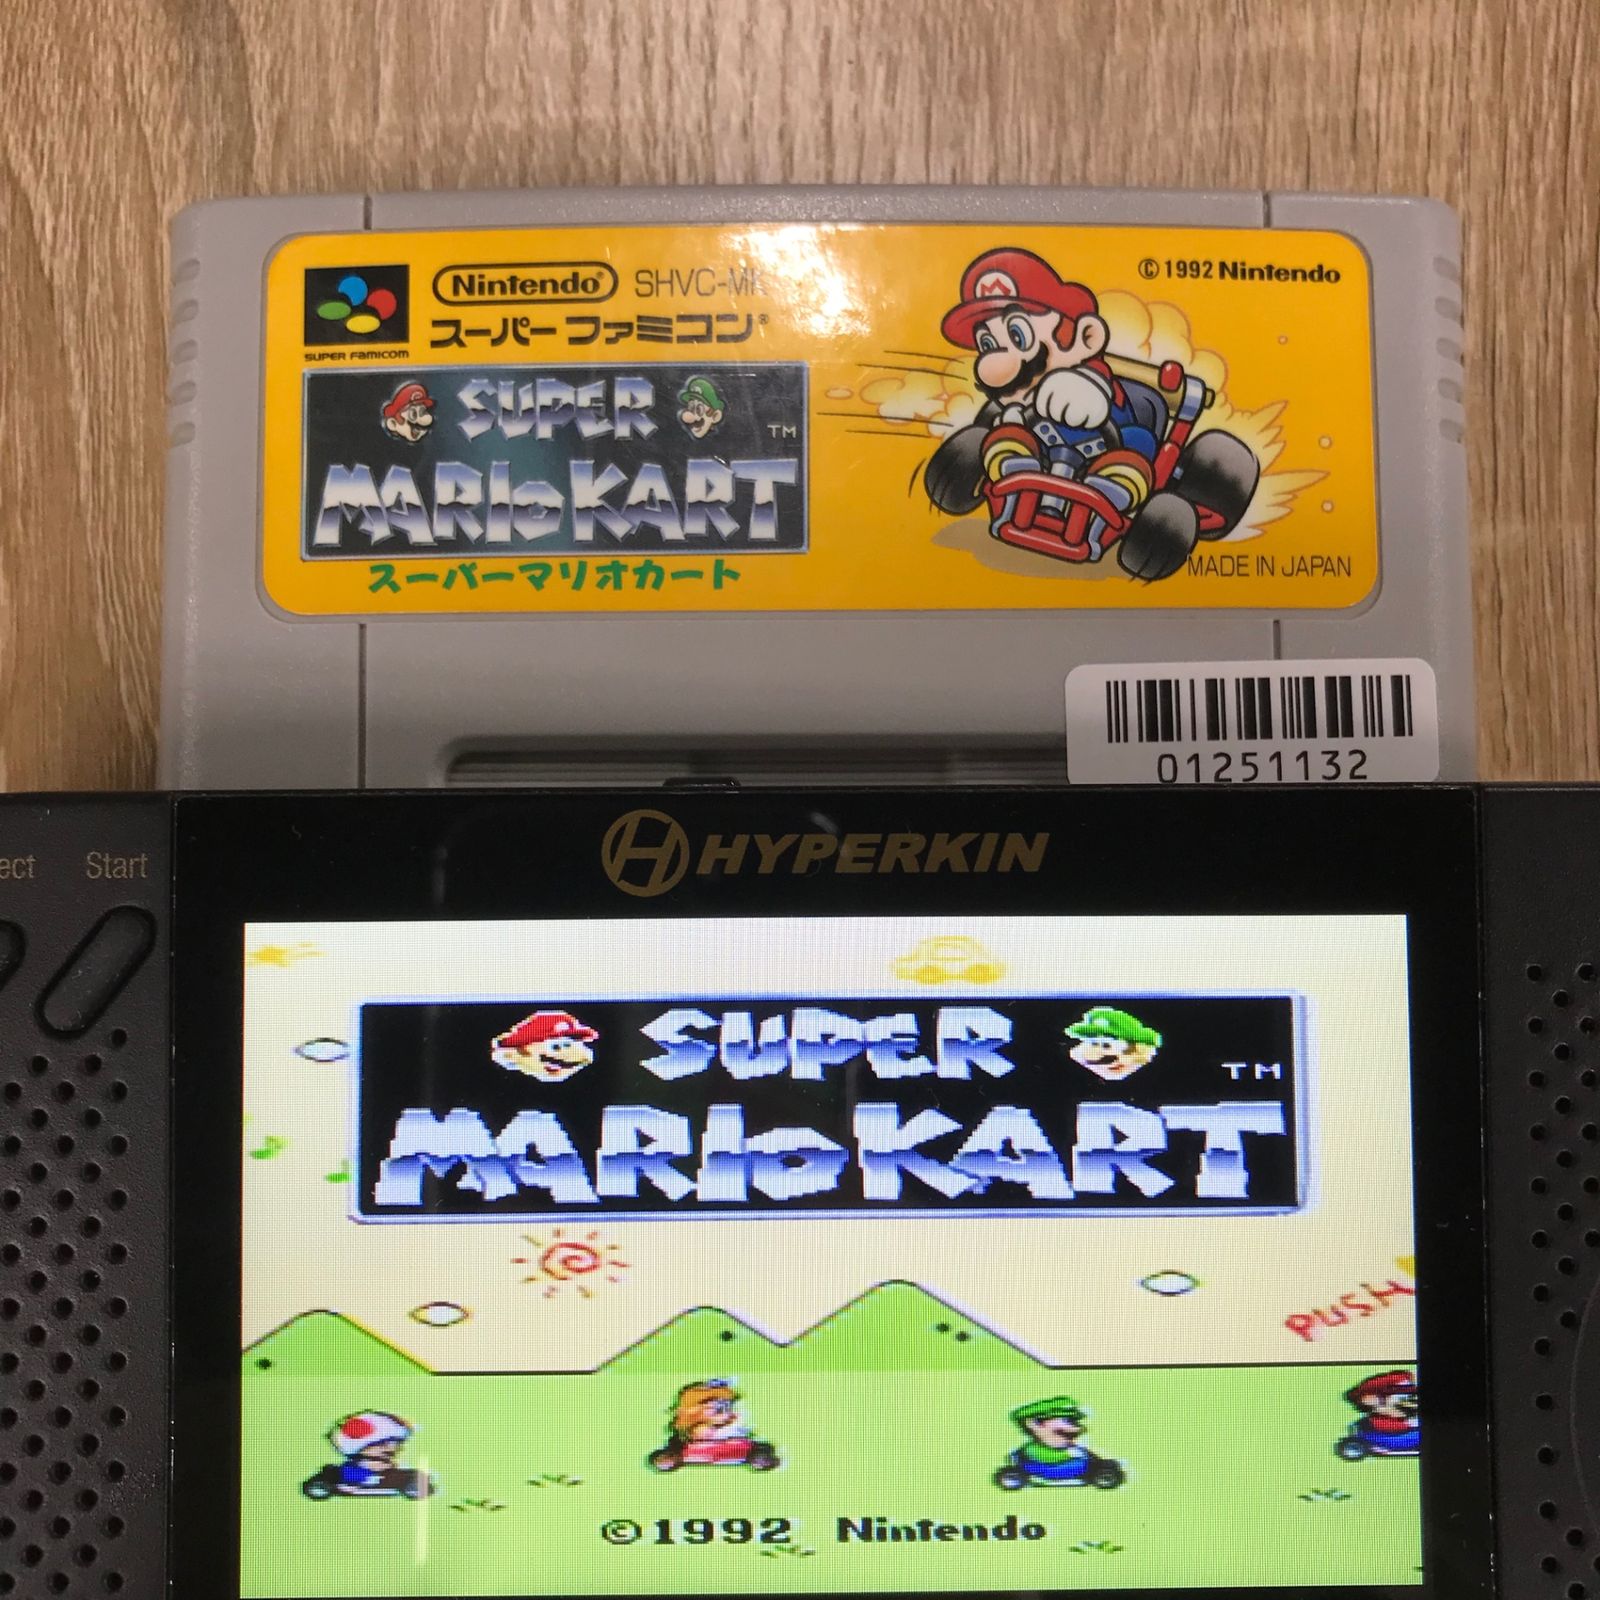 Nintendo® SHVC-MK
スーパーファミコン®
SUPER FAMICOM
SUPER
MARIO KART TM
スーパーマリオカート
© 1992 Nintendo
MADE IN JAPAN
01251132
HYPERKIN
Start
SUPER
MARIO KART TM
PUSH
©1992 Nintendo